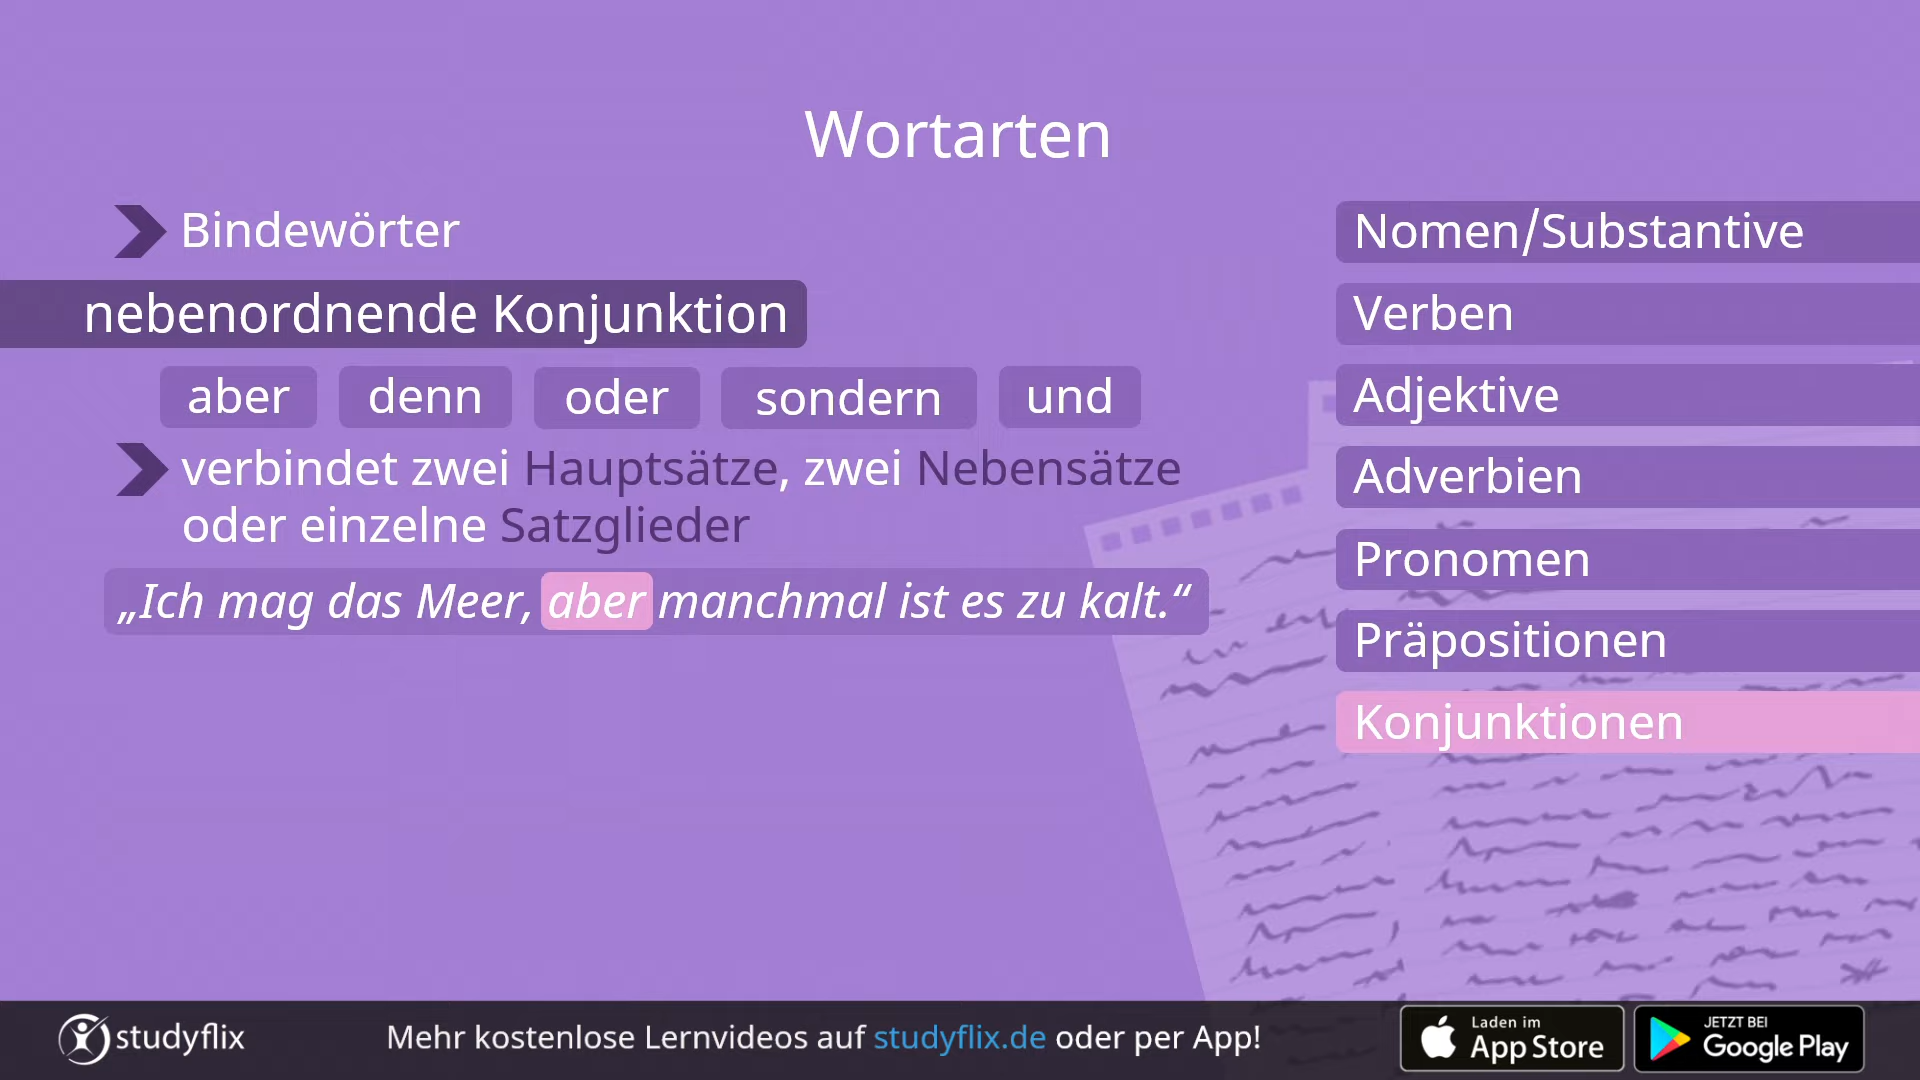 Wortarten
Bindewörter
nebenordnende Konjunktion
aber denn oder sondern und
verbindet zwei Hauptsätze, zwei Nebensätze
oder einzelne Satzglieder
„Ich mag das Meer, aber manchmal ist es zu kalt.“
Nomen/Substantive
Verben
Adjektive
Adverbien
Pronomen
Präpositionen
Konjunktionen
studyflix
Mehr kostenlose Lernvideos auf studyflix.de oder per App!
Laden im
App Store
JETZT BEI
Google Play